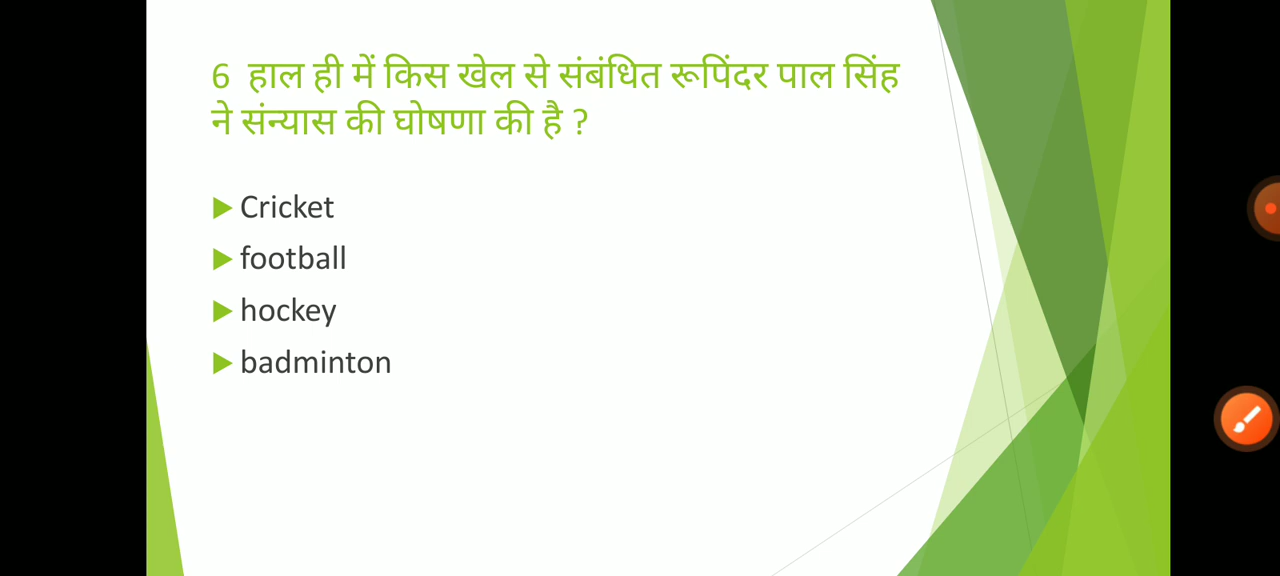 6 हाल ही में किस खेल से संबंधित रूपिंदर पाल सिंह
ने संन्यास की घोषणा की है ?
Cricket
football
hockey
badminton